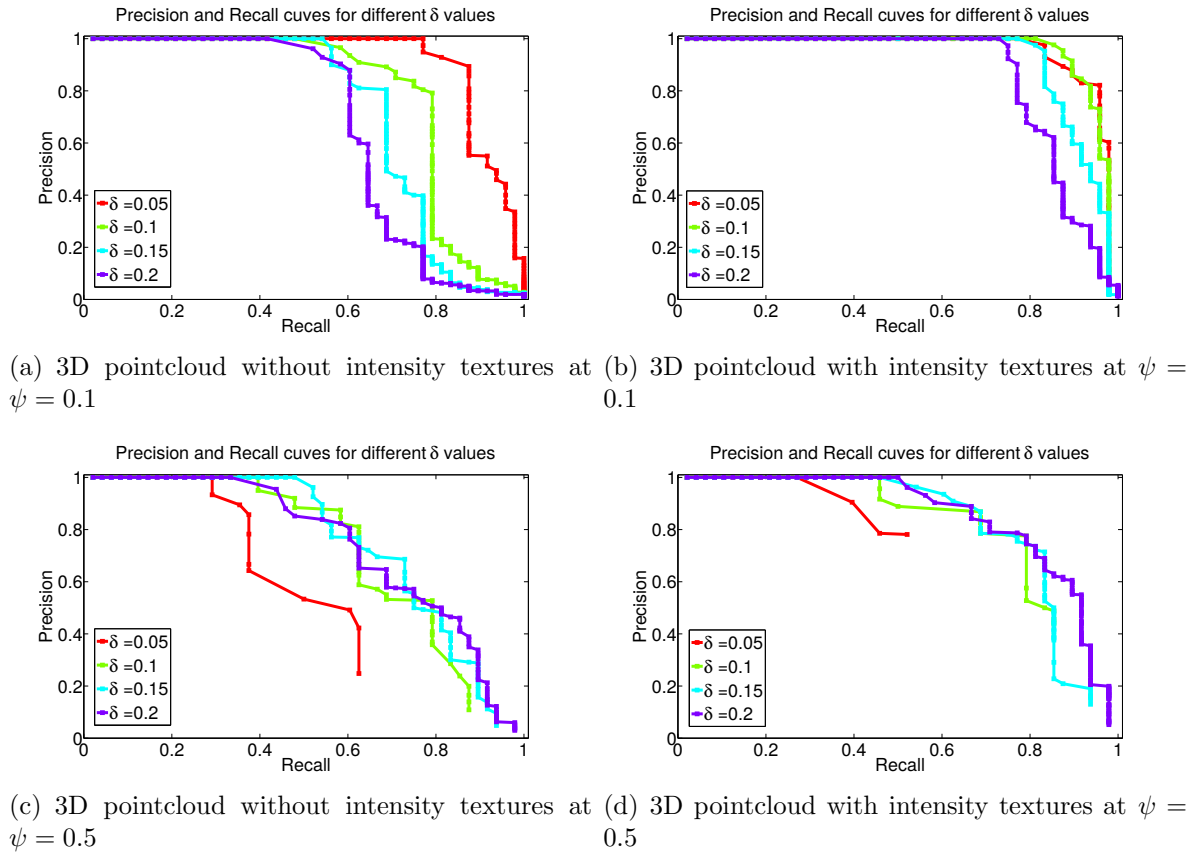 Precision and Recall cuves for different δ values
1
0.8
0.6
0.4
0.2
0
Precision
δ =0.05
δ =0.1
δ =0.15
δ =0.2
0 0.2 0.4 0.6 0.8 1
Recall
(a) 3D pointcloud without intensity textures at
ψ = 0.1
Precision and Recall cuves for different δ values
1
0.8
0.6
0.4
0.2
0
Precision
δ =0.05
δ =0.1
δ =0.15
δ =0.2
0 0.2 0.4 0.6 0.8 1
Recall
(b) 3D pointcloud with intensity textures at ψ =
0.1
Precision and Recall cuves for different δ values
1
0.8
0.6
0.4
0.2
0
Precision
δ =0.05
δ =0.1
δ =0.15
δ =0.2
0 0.2 0.4 0.6 0.8 1
Recall
(c) 3D pointcloud without intensity textures at
ψ = 0.5
Precision and Recall cuves for different δ values
1
0.8
0.6
0.4
0.2
0
Precision
δ =0.05
δ =0.1
δ =0.15
δ =0.2
0 0.2 0.4 0.6 0.8 1
Recall
(d) 3D pointcloud with intensity textures at ψ =
0.5